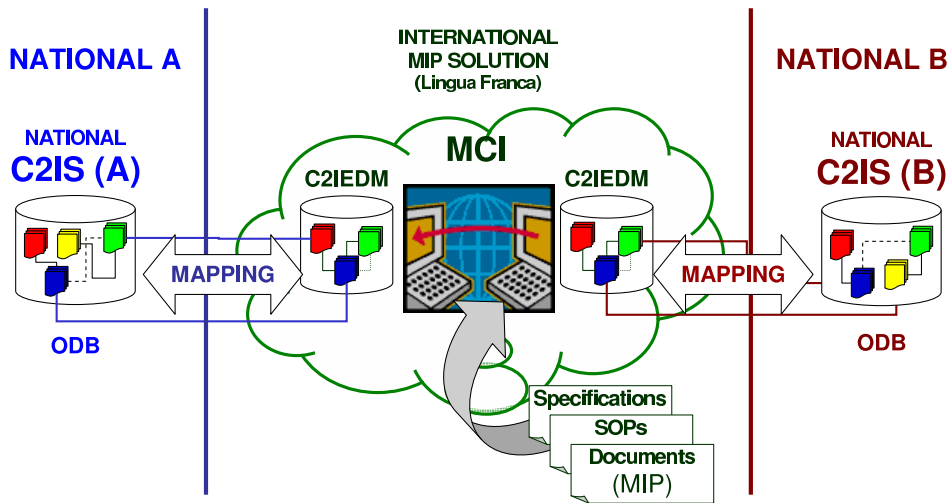 NATIONAL A
INTERNATIONAL
MIP SOLUTION
(Lingua Franca)
NATIONAL B
NATIONAL
C2IS (A)
MCI
NATIONAL
C2IS (B)
C2IEDM
C2IEDM
MAPPING
MAPPING
ODB
ODB
Specifications
SOPs
Documents
(MIP)